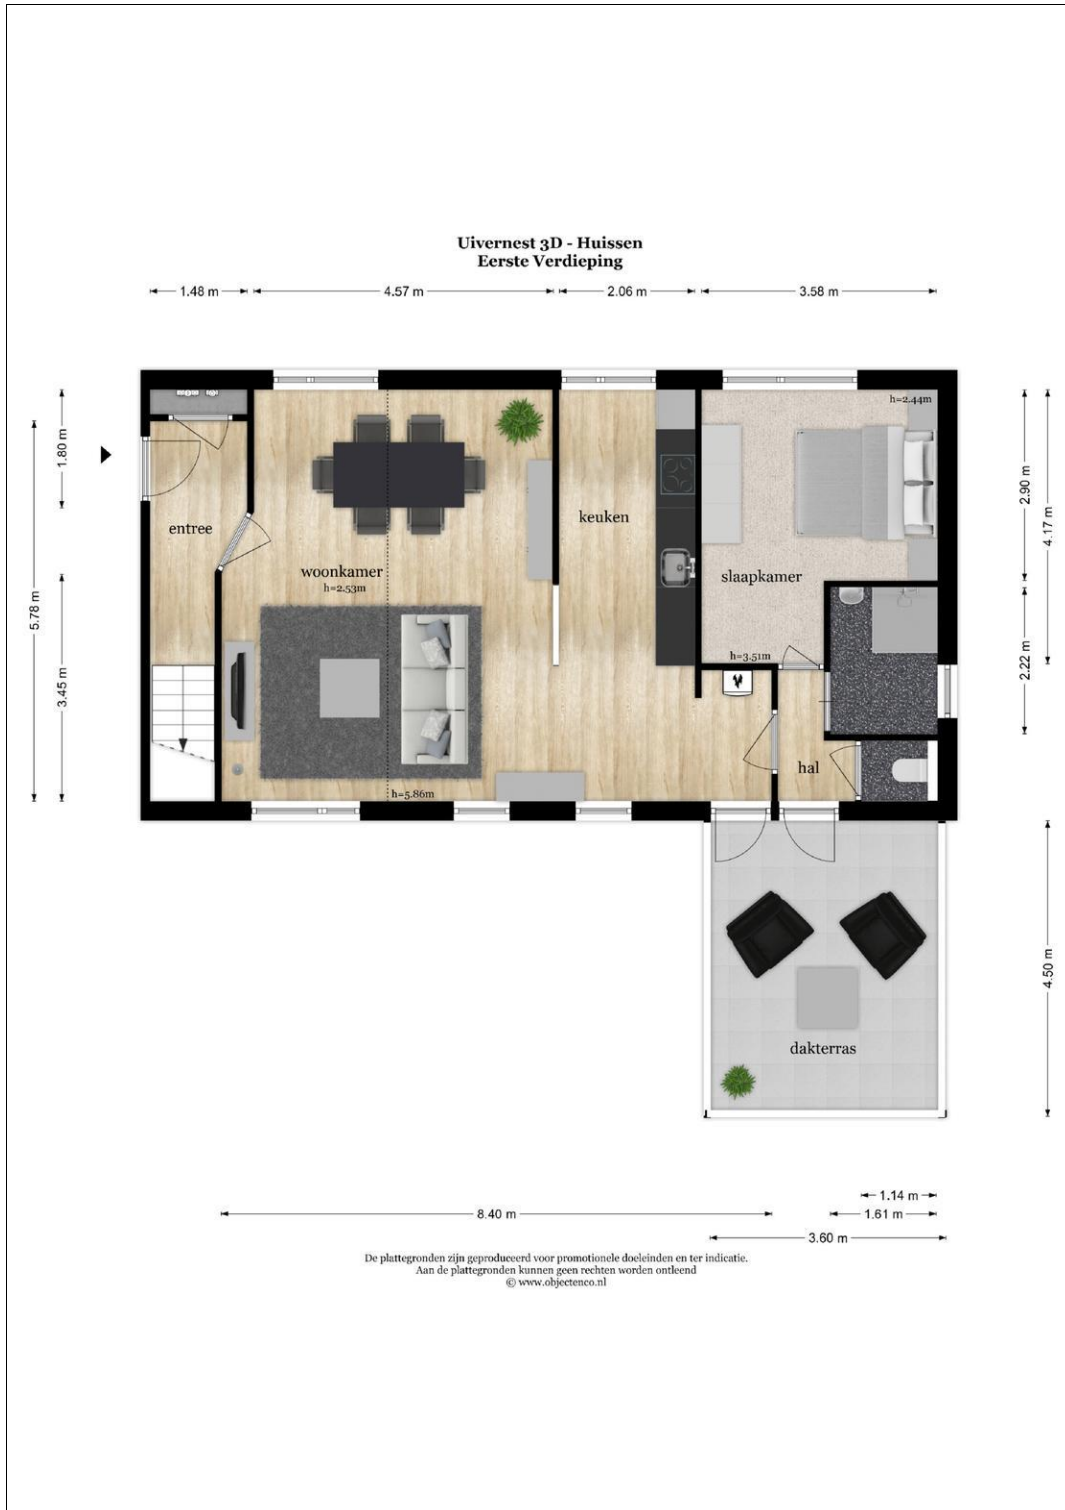 Uivernest 3D - Huissen
Eerste Verdieping
1.48 m
4.57 m
2.06 m
3.58 m
h=2.44m
1.80 m
5.78 m
3.45 m
2.90 m
4.17 m
2.22 m
entree
woonkamer
h=2.53m
keuken
slaapkamer
h=3.51m
hal
h=5.86m
dakterras
4.50 m
1.14 m
8.40 m
1.61 m
3.60 m
De plattegronden zijn geproduceerd voor promotionele doeleinden en ter indicatie.
Aan de plattegronden kunnen geen rechten worden ontleend
© www.objectenco.nl